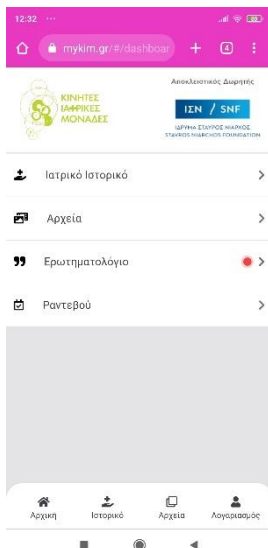 12:32 ...
mykim.gr/#/dashboar
4
ΚΙΝΗΤΕΣ
ΙΑΤΡΙΚΕΣ
ΜΟΝΑΔΕΣ
Αποκλειστικός Δωρητής
ΙΣΝ / SNF
ΙΔΡΥΜΑ ΣΤΑΥΡΟΣ ΝΙΑΡΧΟΣ
STAVROS NIARCHOS FOUNDATION
Ιατρικό Ιστορικό
Αρχεία
Ερωτηματολόγιο
Ραντεβού
Αρχική
Ιστορικό
Αρχεία
Λογαριασμός